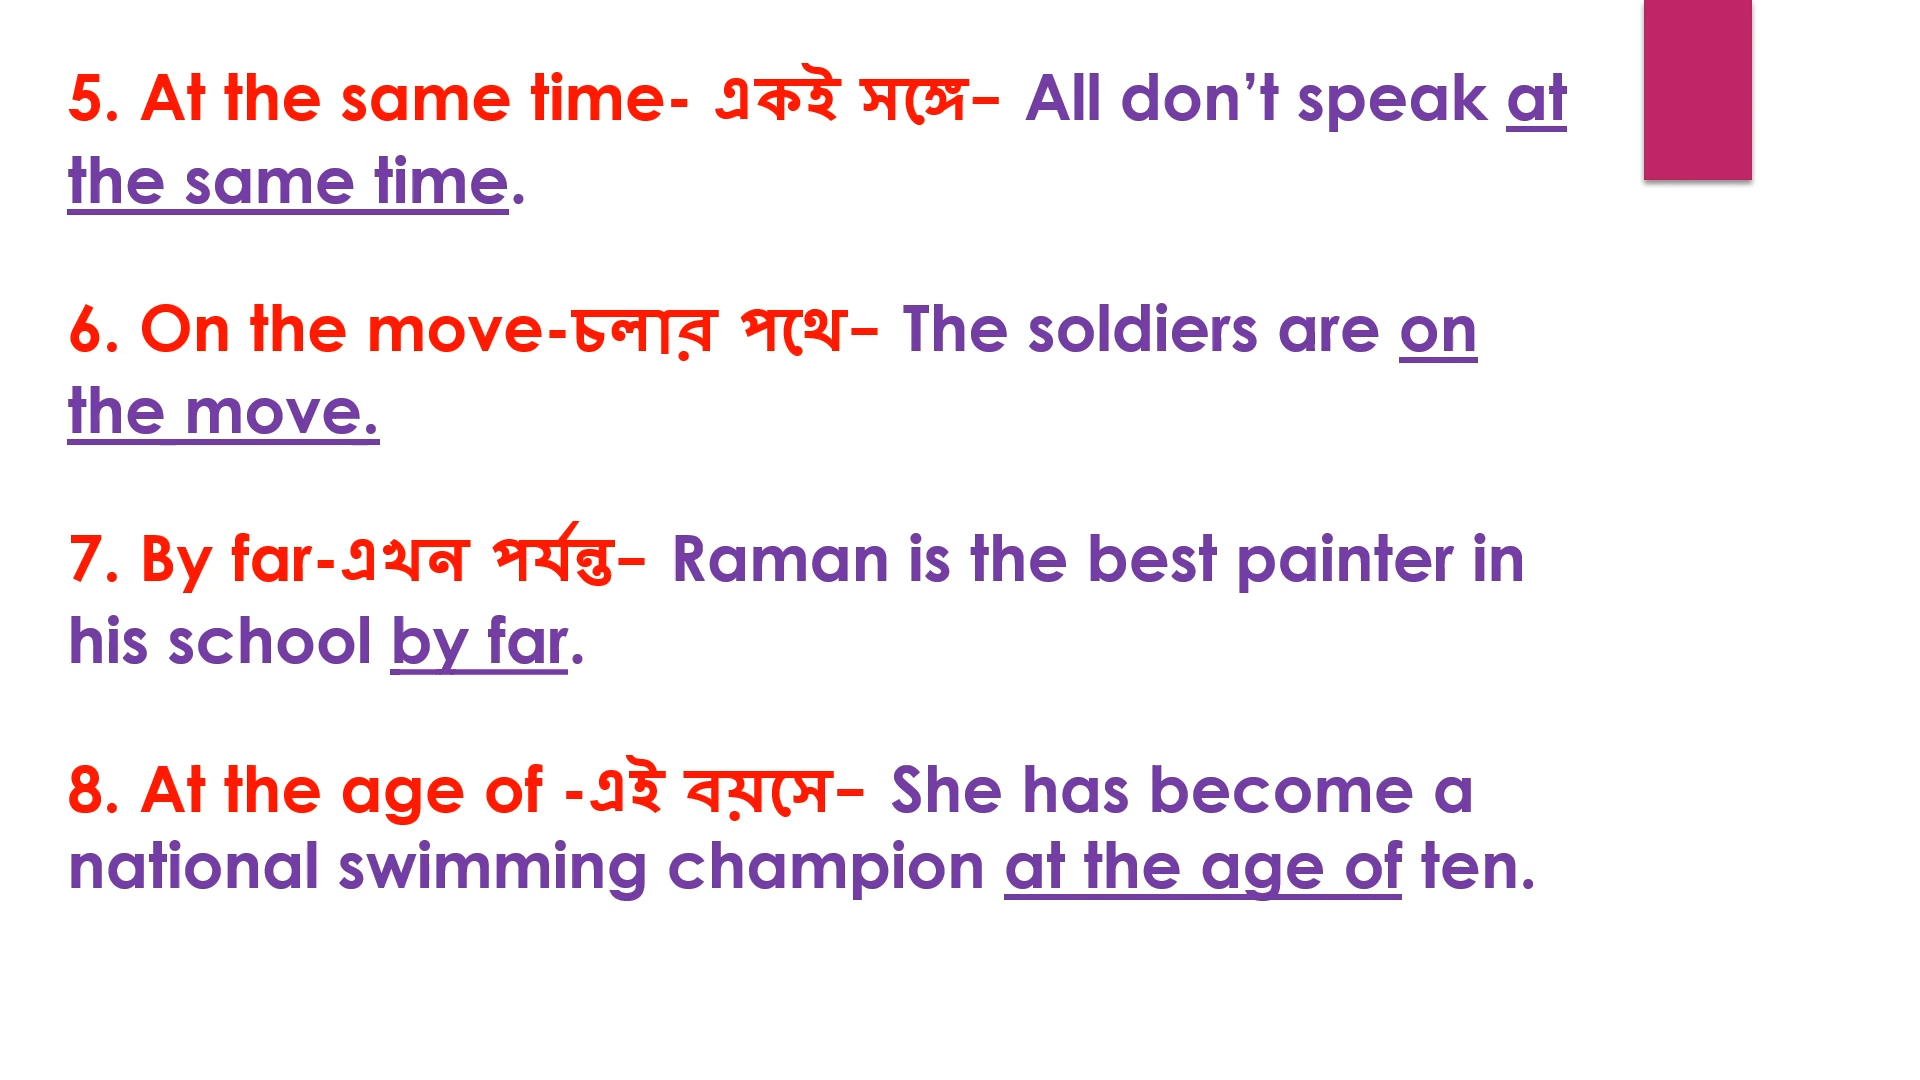 5. At the same time- একই সঙ্গে– All don’t speak at
the same time.
6. On the move-চলার পথে– The soldiers are on
the move.
7. By far-এখন পর্যন্ত– Raman is the best painter in
his school by far.
8. At the age of -এই বয়সে– She has become a
national swimming champion at the age of ten.